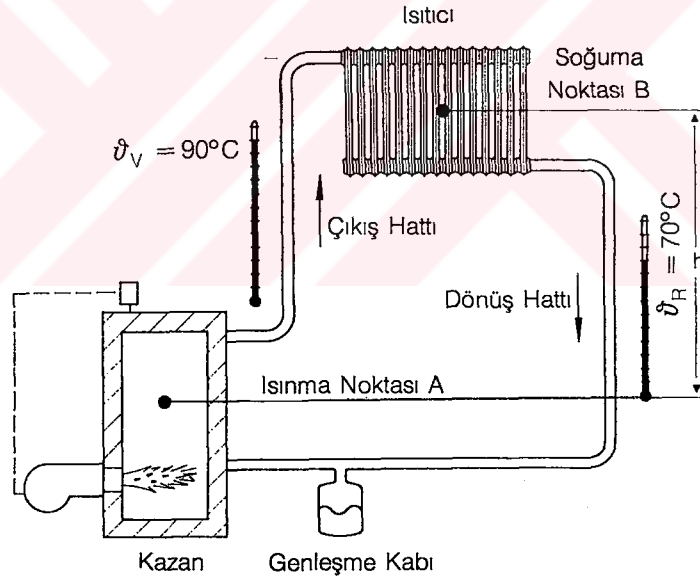 Isıtıcı
Soğuma
Noktası B
ϑV = 90°C
Çıkış Hattı
ϑR = 70°C
Dönüş Hattı
Isınma Noktası A
Kazan
Genleşme Kabı